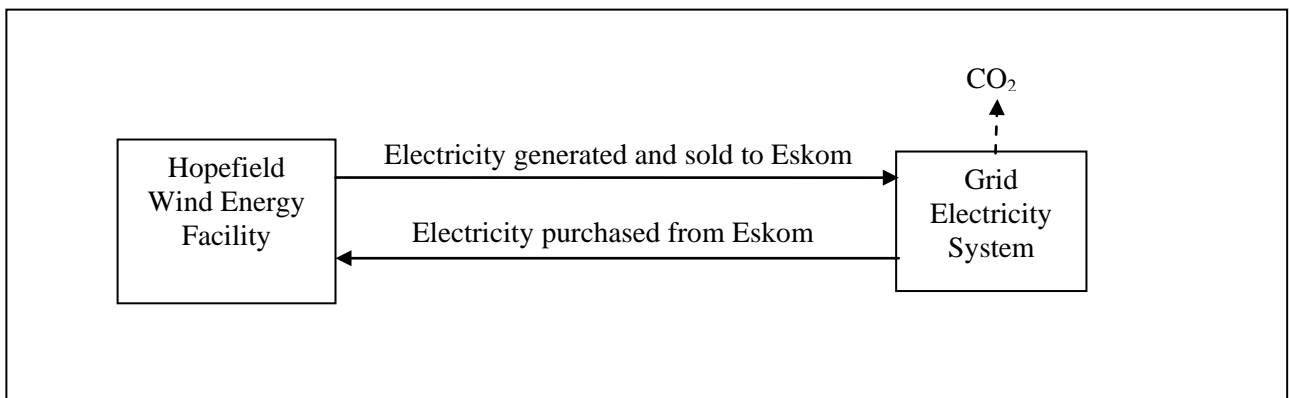 CO₂
Electricity generated and sold to Eskom
Hopefield
Wind Energy
Facility
Grid
Electricity
System
Electricity purchased from Eskom